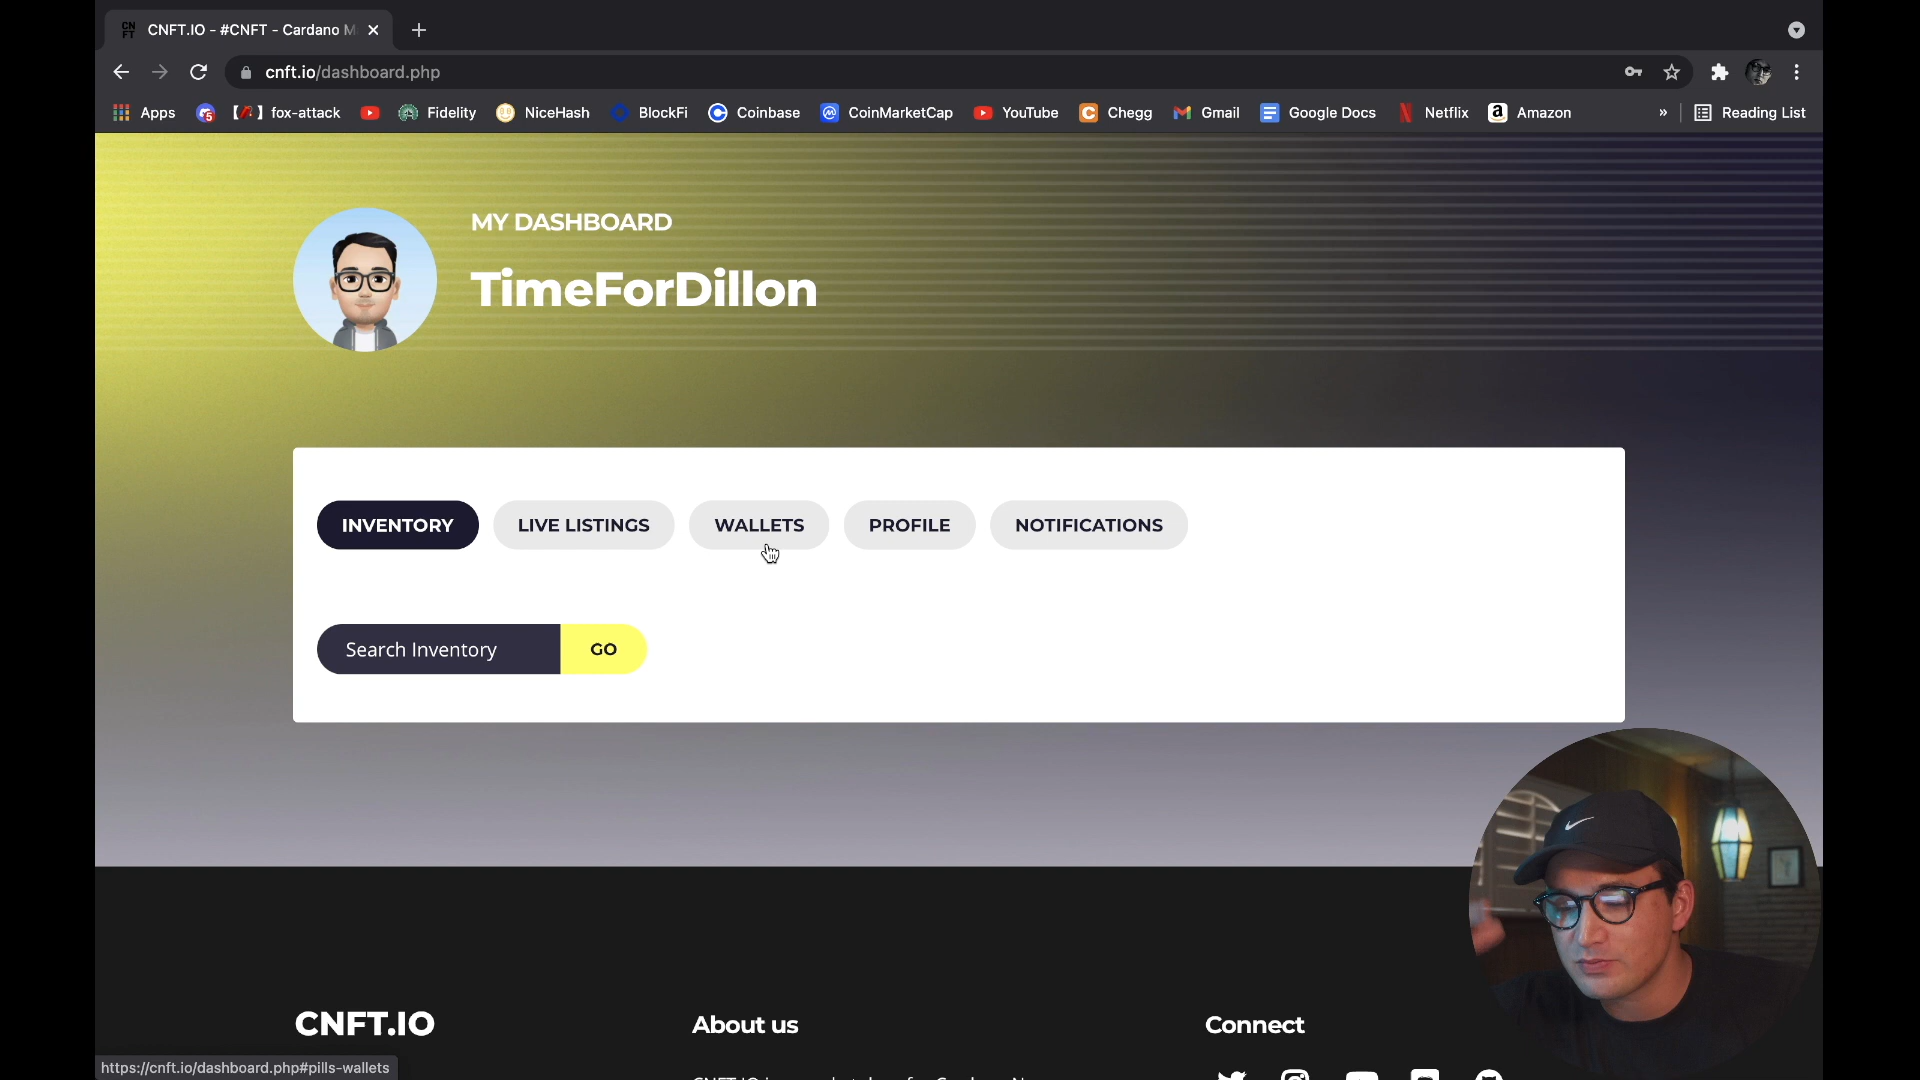 CNFT.IO - #CNFT - Cardano M
cnft.io/dashboard.php
Apps
5
fox-attack
Fidelity
NiceHash
BlockFi
Coinbase
CoinMarketCap
YouTube
Chegg
Gmail
Google Docs
Netflix
Amazon
»
Reading List
MY DASHBOARD
TimeForDillon
INVENTORY
LIVE LISTINGS
WALLETS
PROFILE
NOTIFICATIONS
Search Inventory
GO
CNFT.IO
About us
Connect
https://cnft.io/dashboard.php#pills-wallets